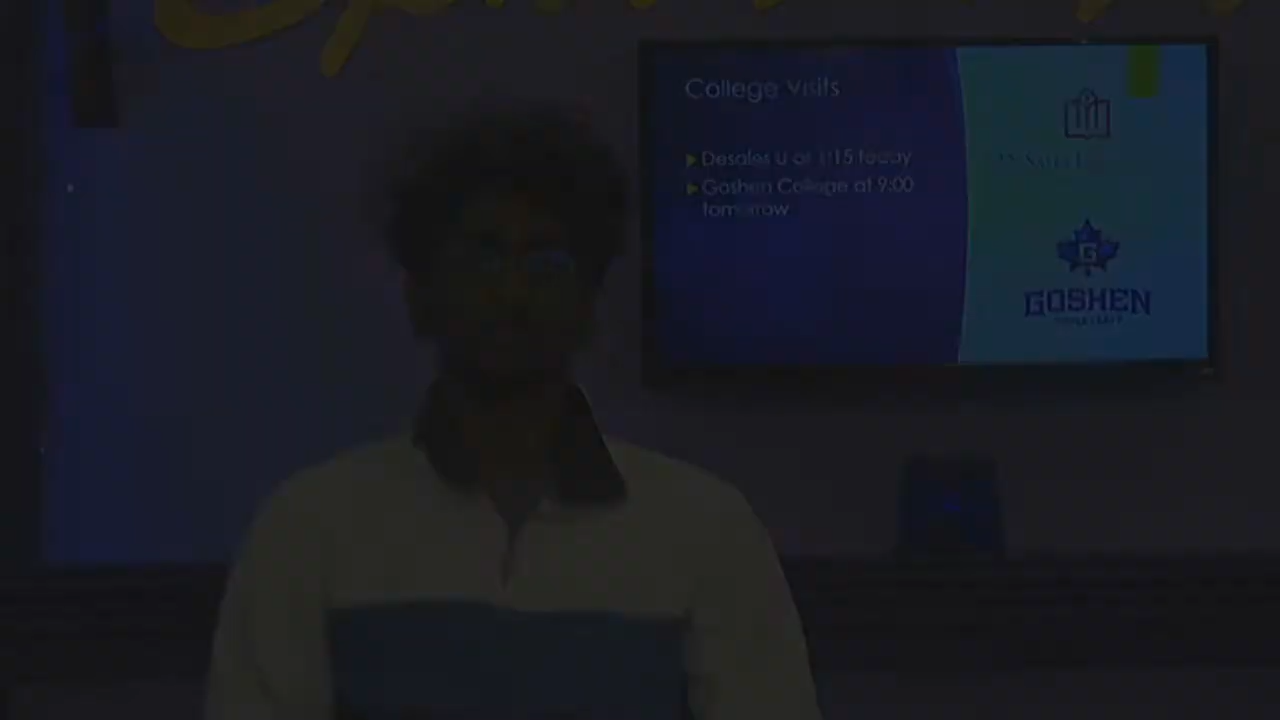 College Visits
Desales U at 1:15 today
Goshen College at 9:00
tomorrow
G
GOSHEN